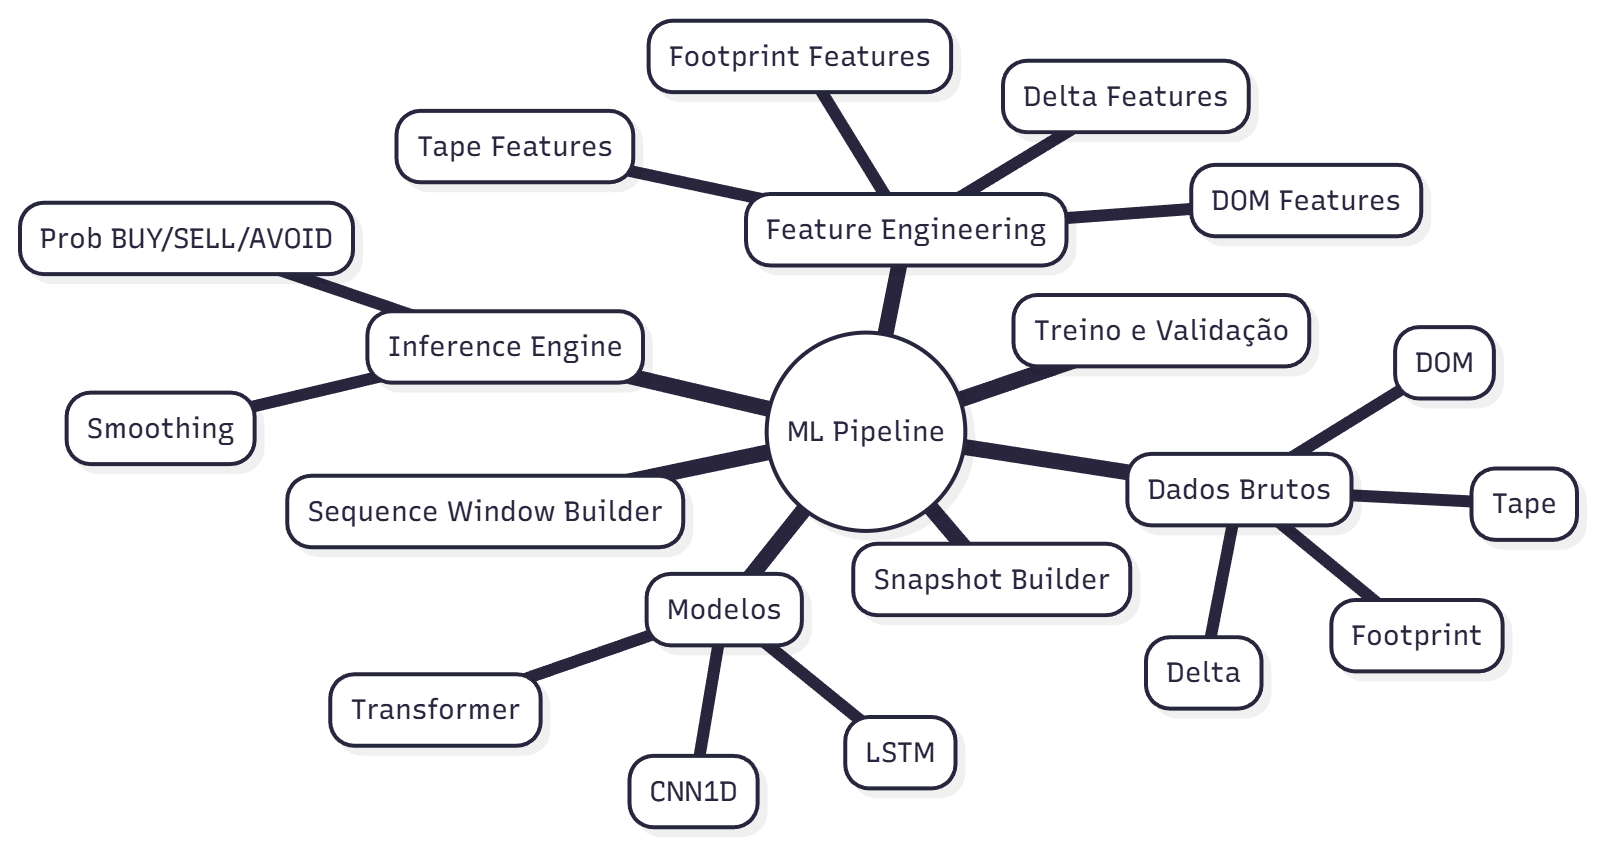 Footprint Features
Delta Features
Tape Features
DOM Features
Feature Engineering
Prob BUY/SELL/AVOID
Treino e Validação
Inference Engine
DOM
Smoothing
ML Pipeline
Dados Brutos
Tape
Sequence Window Builder
Snapshot Builder
Modelos
Footprint
Delta
Transformer
LSTM
CNN1D